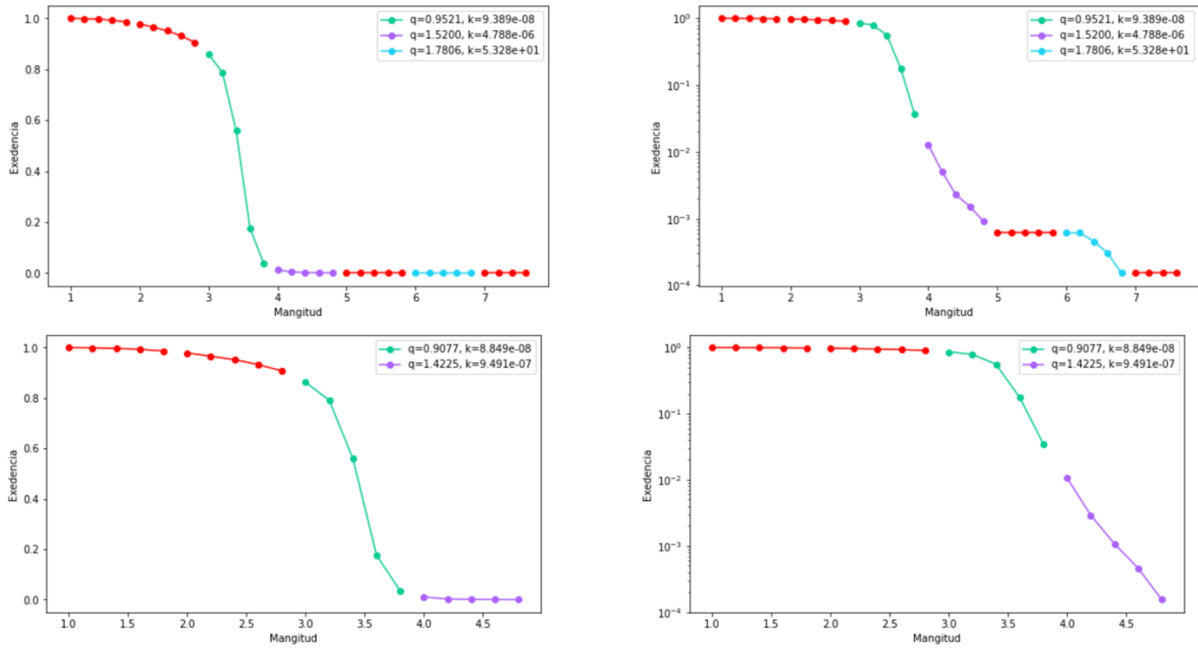 1.0
0.8
0.6
0.4
0.2
0.0
Exedencia
1 2 3 4 5 6 7
Mangitud
q=0.9521, k=9.389e-08
q=1.5200, k=4.788e-06
q=1.7806, k=5.328e+01
10⁰
10⁻¹
10⁻²
10⁻³
10⁻⁴
Exedencia
1 2 3 4 5 6 7
Mangitud
q=0.9521, k=9.389e-08
q=1.5200, k=4.788e-06
q=1.7806, k=5.328e+01
1.0
0.8
0.6
0.4
0.2
0.0
Exedencia
1.0 1.5 2.0 2.5 3.0 3.5 4.0 4.5
Mangitud
q=0.9077, k=8.849e-08
q=1.4225, k=9.491e-07
10⁰
10⁻¹
10⁻²
10⁻³
10⁻⁴
Exedencia
1.0 1.5 2.0 2.5 3.0 3.5 4.0 4.5
Mangitud
q=0.9077, k=8.849e-08
q=1.4225, k=9.491e-07